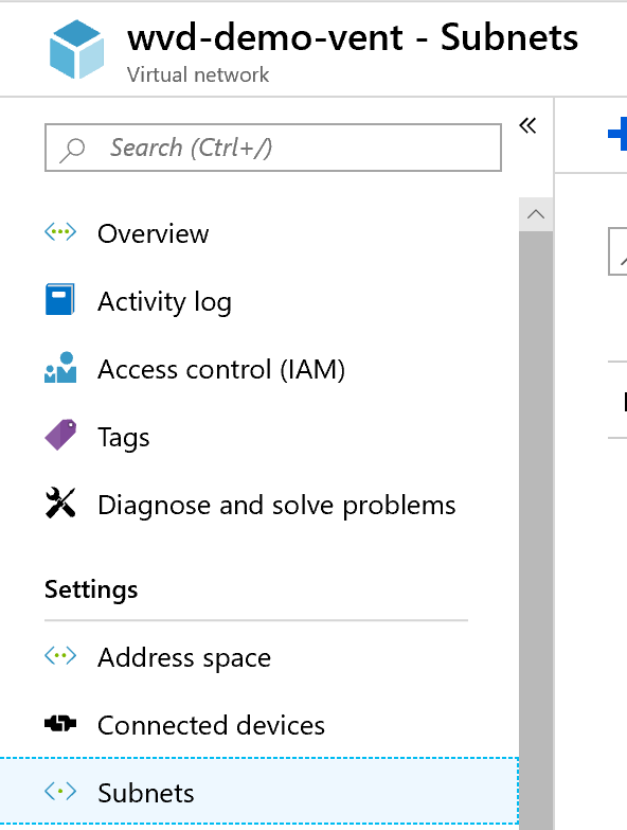 wvd-demo-vent - Subnets
Virtual network
Search (Ctrl+/)
Overview
Activity log
Access control (IAM)
Tags
Diagnose and solve problems
Settings
Address space
Connected devices
Subnets